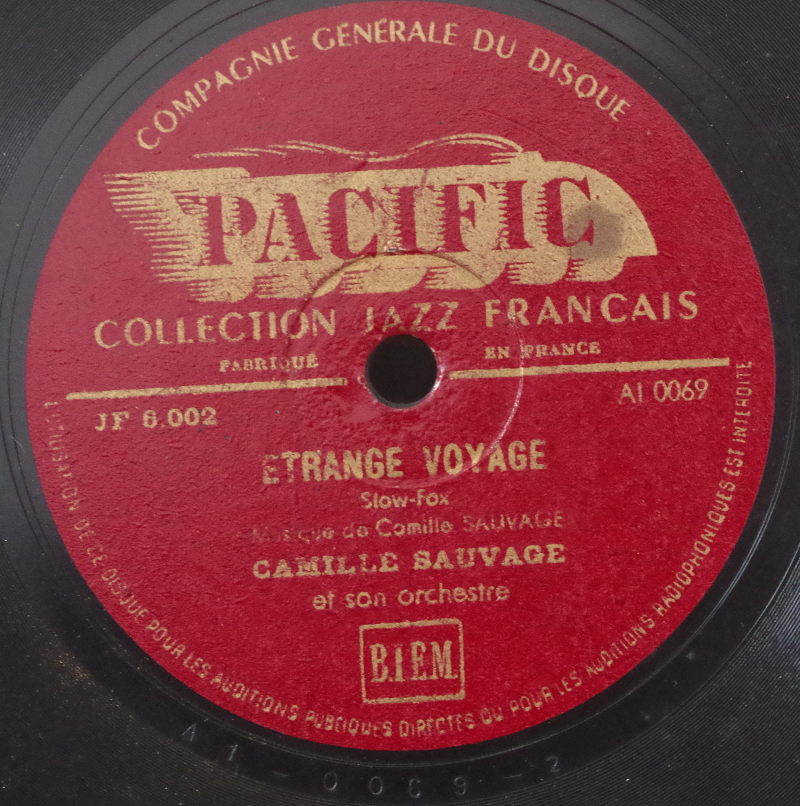 COMPAGNIE GÉNÉRALE DU DISQUE
PACIFIC
COLLECTION JAZZ FRANCAIS
FABRIQUÉ EN FRANCE
JF 6.002
AI 0069
ETRANGE VOYAGE
Slow-Fox
Musique de Camille SAUVAGE
CAMILLE SAUVAGE
et son orchestre
B.I.E.M.
L'UTILISATION DE CE DISQUE POUR LES AUDITIONS PUBLIQUES DIRECTES OU POUR LES AUDITIONS RADIOPHONIQUES EST INTERDITE
A1-0069-2